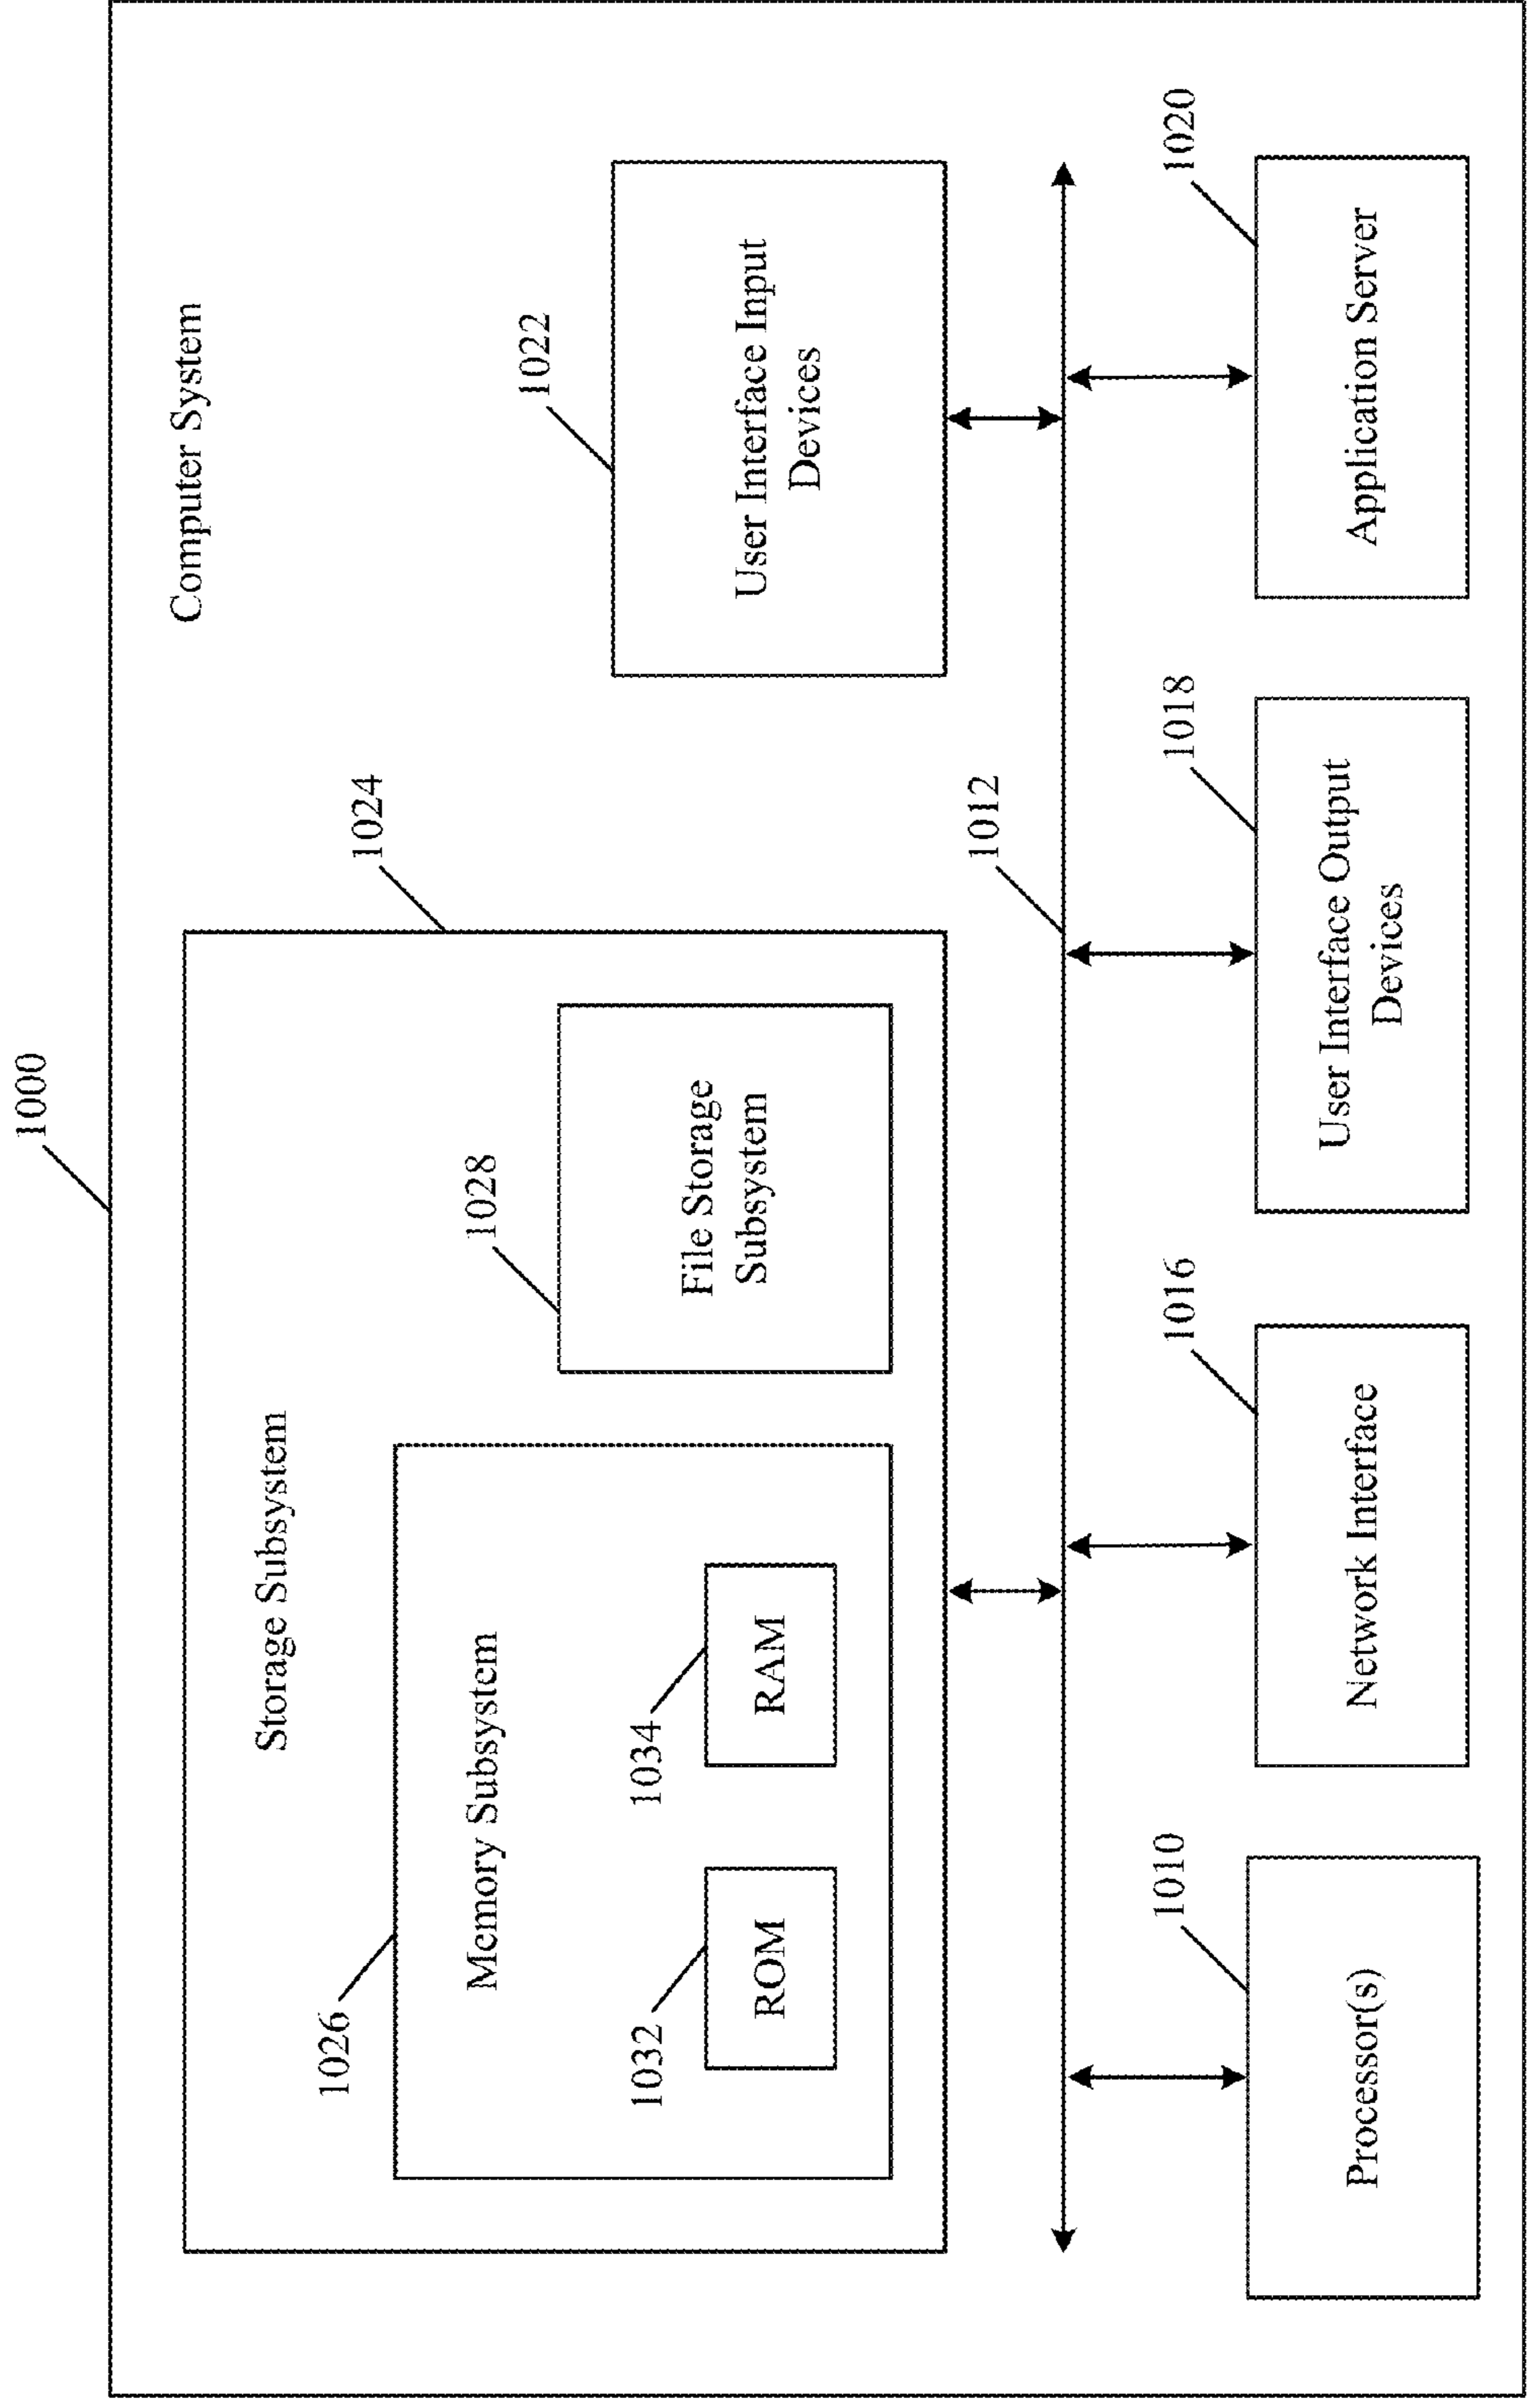 1000
Computer System
Storage Subsystem
1024
1026
Memory Subsystem
1028
1022
1032
ROM
1034
RAM
File Storage
Subsystem
User Interface Input
Devices
1012
1010
Processor(s)
1016
Network Interface
1018
User Interface Output
Devices
1020
Application Server